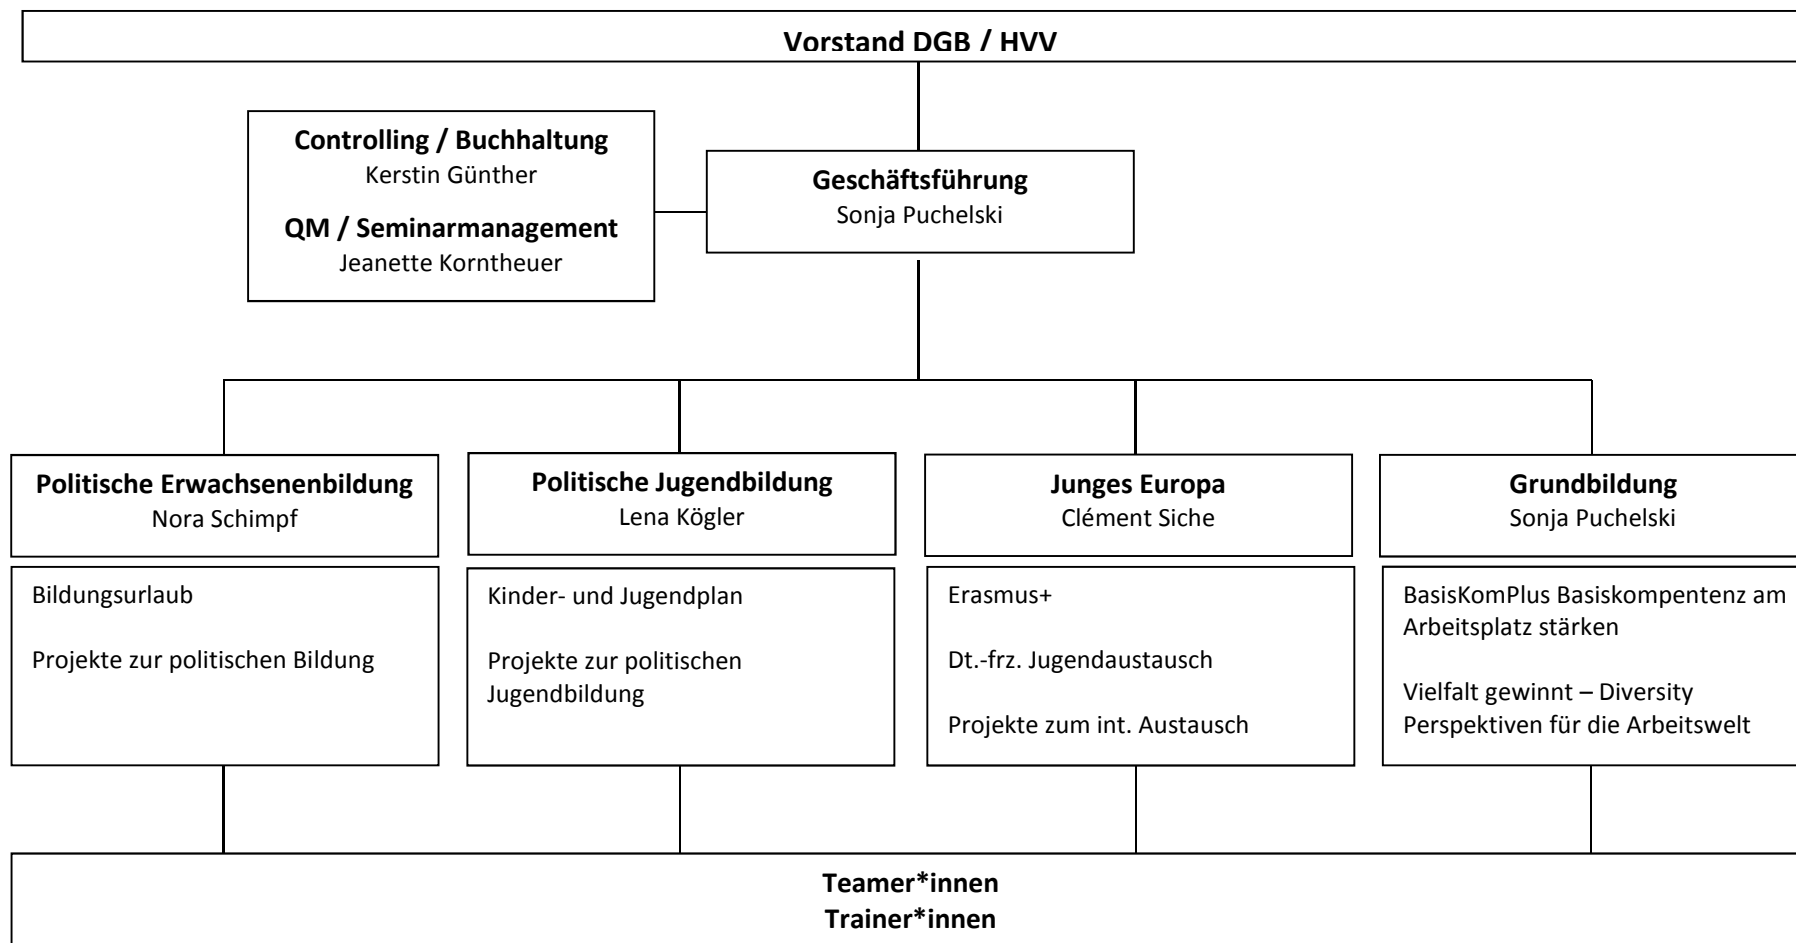 Vorstand DGB / HVV
Controlling / Buchhaltung
Kerstin Günther
QM / Seminarmanagement
Jeanette Korntheuer
Geschäftsführung
Sonja Puchelski
Politische Erwachsenenbildung
Nora Schimpf
Bildungsurlaub
Projekte zur politischen Bildung
Politische Jugendbildung
Lena Kögler
Kinder- und Jugendplan
Projekte zur politischen
Jugendbildung
Junges Europa
Clément Siche
Erasmus+
Dt.-frz. Jugendaustausch
Projekte zum int. Austausch
Grundbildung
Sonja Puchelski
BasisKomPlus Basiskompetenz am
Arbeitsplatz stärken
Vielfalt gewinnt – Diversity
Perspektiven für die Arbeitswelt
Teamer*innen
Trainer*innen